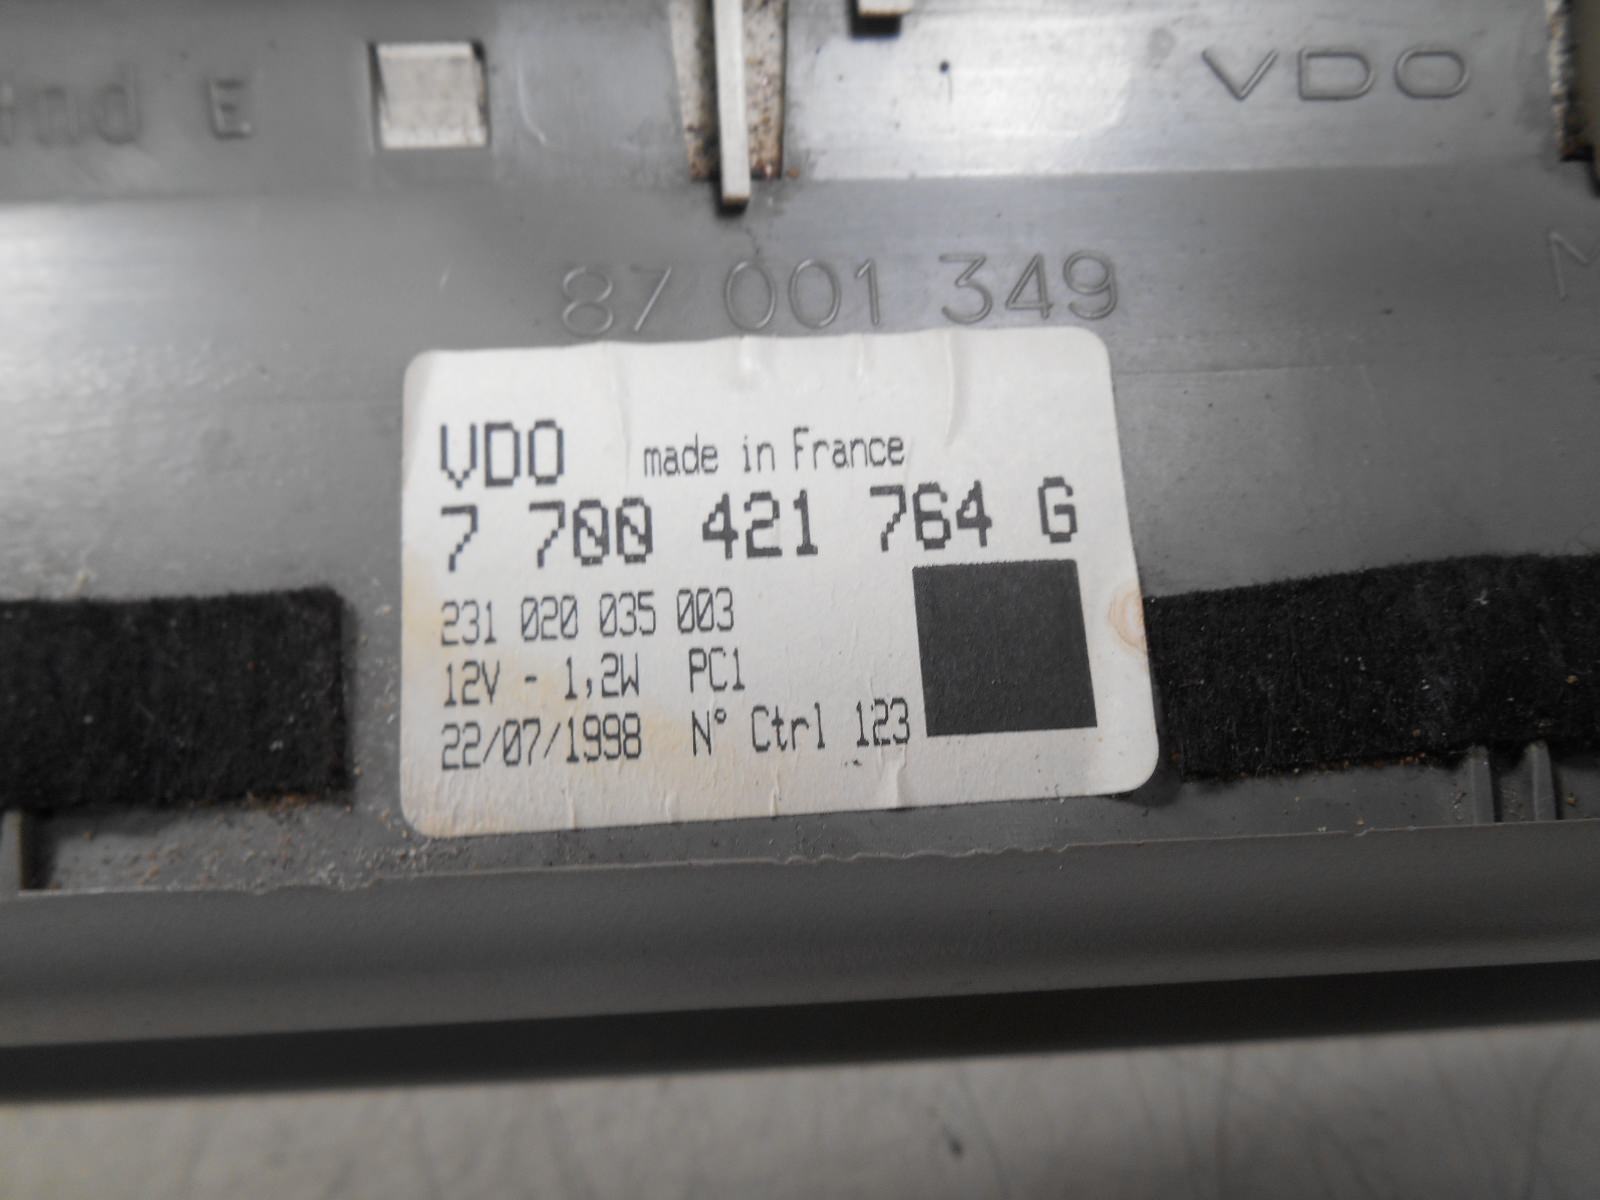 VDO
87 001 349
VDO made in France
7 700 421 764 G
231 020 035 003
12V - 1,2W PC1
22/07/1998 N° Ctrl 123